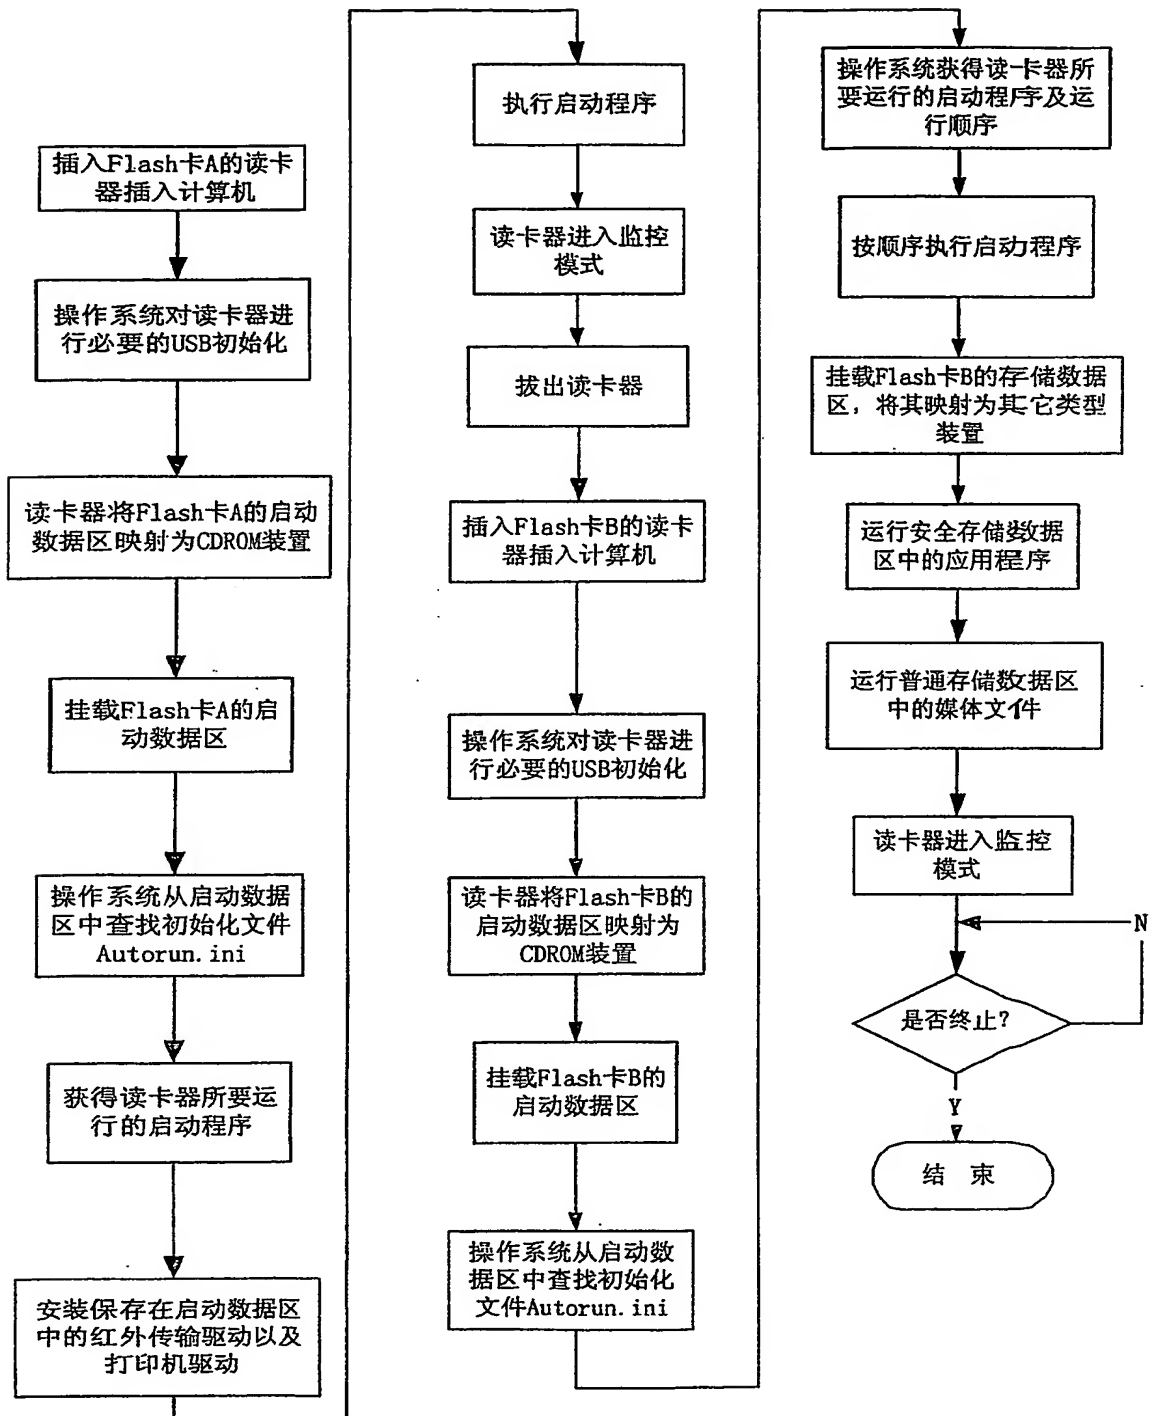 插入Flash卡A的读卡
器插入计算机
操作系统对读卡器进
行必要的USB初始化
读卡器将Flash卡A的启动
数据区映射为CDROM装置
挂载Flash卡A的启
动数据区
操作系统从启动数据
区中查找初始化文件
Autorun.ini
获得读卡器所要运
行的启动程序
安装保存在启动数据区
中的红外传输驱动以及
打印机驱动
执行启动程序
读卡器进入监控
模式
拔出读卡器
插入Flash卡B的读卡
器插入计算机
操作系统对读卡器进
行必要的USB初始化
读卡器将Flash卡B的
启动数据区映射为
CDROM装置
挂载Flash卡B的
启动数据区
操作系统从启动数
据区中查找初始化
文件Autorun.ini
操作系统获得读卡器所
要运行的启动程序及运
行顺序
按顺序执行启动程序
挂载Flash卡B的存储数据
区，将其映射为其它类型
装置
运行安全存储数据
区中的应用程序
运行普通存储数据区
中的媒体文件
读卡器进入监控
模式
N
是否终止?
Y
结 束